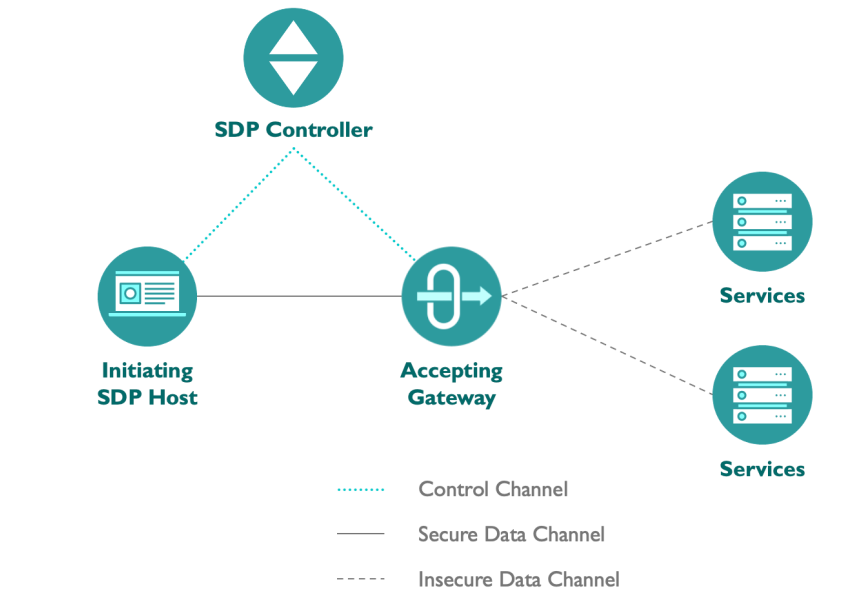 SDP Controller
Initiating
SDP Host
Accepting
Gateway
Services
Services
Control Channel
Secure Data Channel
Insecure Data Channel